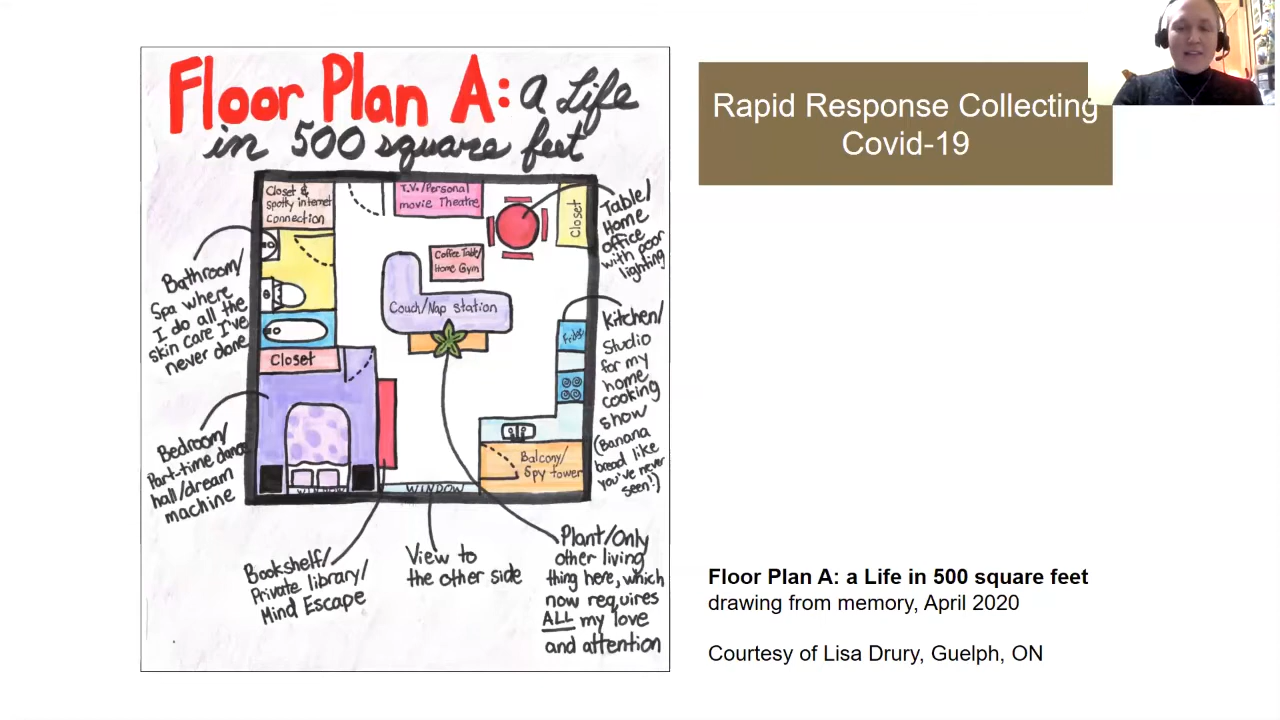 Floor Plan A: a Life
in 500 square feet
Closet &
spotty internet
connection
T.V./Personal
movie Theatre
Closet
Table/
Home
office
with poor
lighting
Coffee Table/
Home Gym
Couch/Nap station
Bathroom/
Spa where
I do all the
skin care I've
never done
Closet
Fridge
Kitchen/
Studio
for my
home
cooking
show
(Banana
bread like
you've never
seen!)
Bedroom/
Part-time dance
hall/dream
machine
Balcony/
Spy tower
WINDOW
WINDOW
Bookshelf/
Private library/
Mind Escape
View to
the other side
Plant/Only
other living
thing here, which
now requires
ALL my love
and attention
Rapid Response Collecting
Covid-19
Floor Plan A: a Life in 500 square feet
drawing from memory, April 2020
Courtesy of Lisa Drury, Guelph, ON